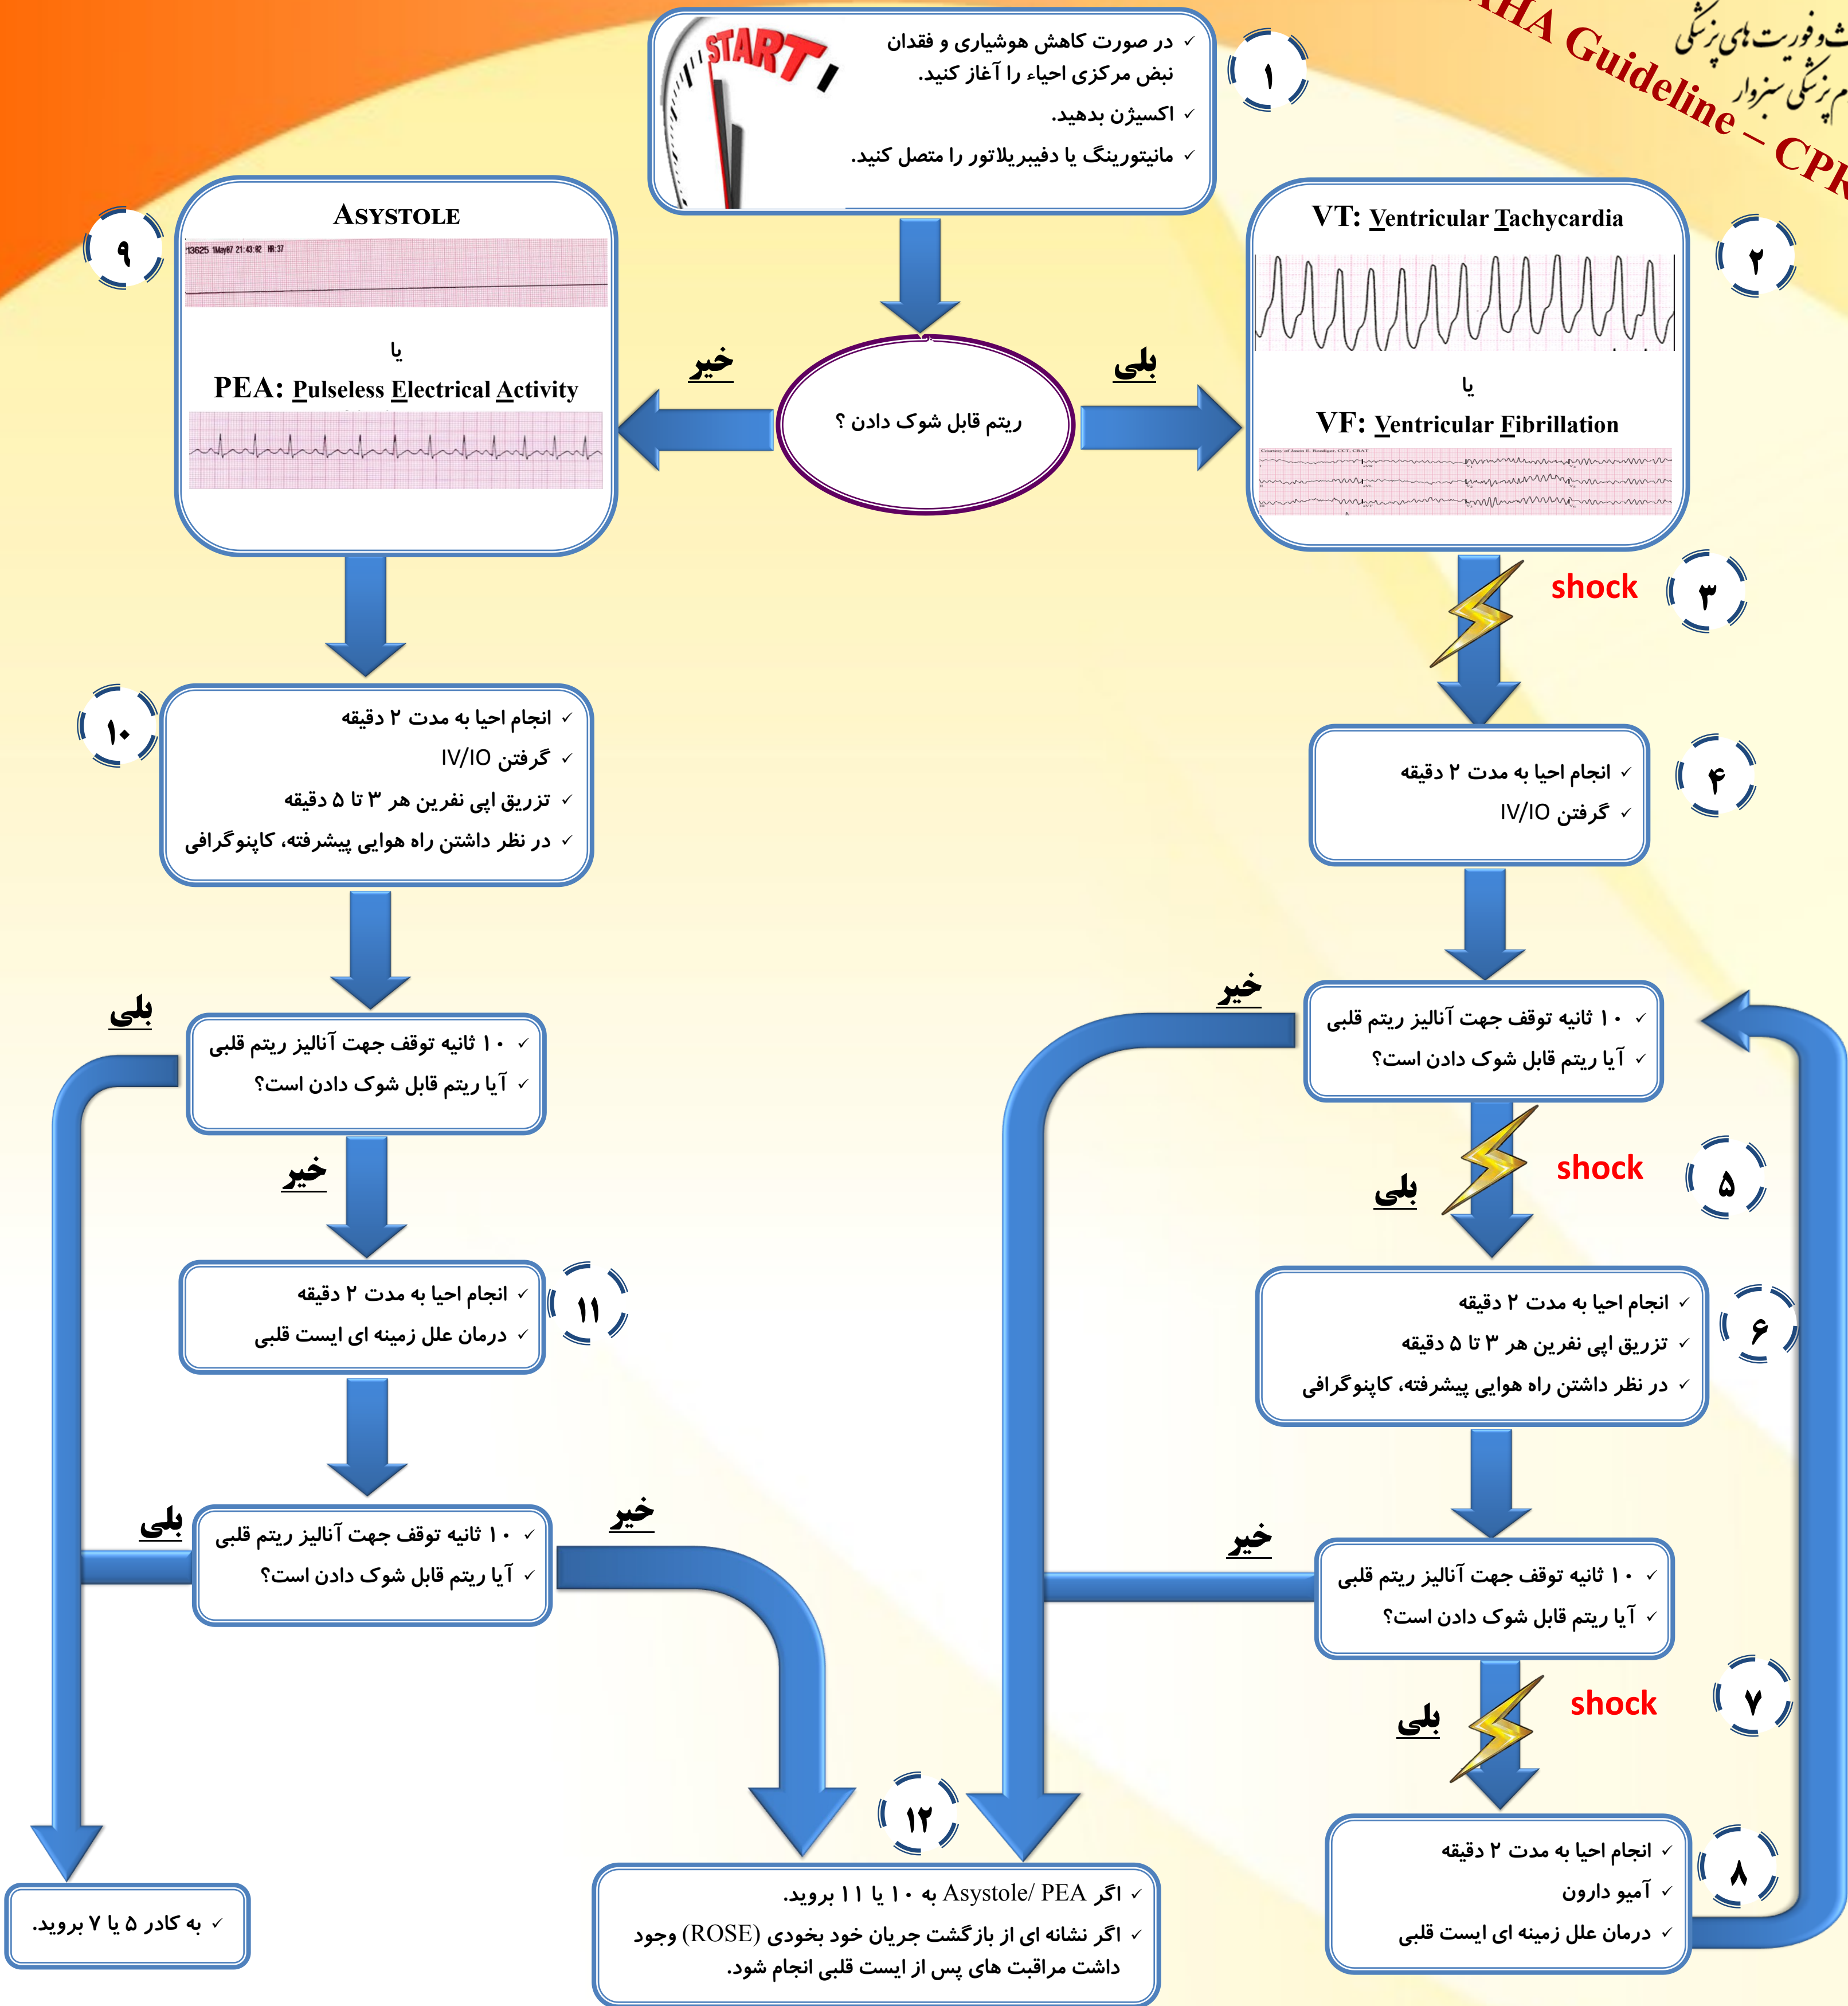 AHA Guideline – CPR
فوریت های پزشکی
پزشکی سبزوار
START
در صورت کاهش هوشیاری و فقدان
نبض مرکزی احیاء را آغاز کنید.
اکسیژن بدهید.
مانیتورینگ یا دفیبریلاتور را متصل کنید.
۱
ریتم قابل شوک دادن ؟
بلی
خیر
VT: Ventricular Tachycardia
یا
VF: Ventricular Fibrillation
۲
shock
۳
انجام احیا به مدت ۲ دقیقه
گرفتن IV/IO
۴
۱۰ ثانیه توقف جهت آنالیز ریتم قلبی
آیا ریتم قابل شوک دادن است؟
خیر
بلی
shock
۵
انجام احیا به مدت ۲ دقیقه
تزریق اپی نفرین هر ۳ تا ۵ دقیقه
در نظر داشتن راه هوایی پیشرفته، کاپنوگرافی
۶
۱۰ ثانیه توقف جهت آنالیز ریتم قلبی
آیا ریتم قابل شوک دادن است؟
خیر
بلی
shock
۷
انجام احیا به مدت ۲ دقیقه
آمیو دارون
درمان علل زمینه ای ایست قلبی
۸
ASYSTOLE
13625 1May87 21:43:02 HR:37
یا
PEA: Pulseless Electrical Activity
۹
انجام احیا به مدت ۲ دقیقه
گرفتن IV/IO
تزریق اپی نفرین هر ۳ تا ۵ دقیقه
در نظر داشتن راه هوایی پیشرفته، کاپنوگرافی
۱۰
۱۰ ثانیه توقف جهت آنالیز ریتم قلبی
آیا ریتم قابل شوک دادن است؟
بلی
خیر
انجام احیا به مدت ۲ دقیقه
درمان علل زمینه ای ایست قلبی
۱۱
۱۰ ثانیه توقف جهت آنالیز ریتم قلبی
آیا ریتم قابل شوک دادن است؟
بلی
خیر
۱۲
اگر Asystole/ PEA به ۱۰ یا ۱۱ بروید.
اگر نشانه ای از بازگشت جریان خود بخودی (ROSE) وجود
داشت مراقبت های پس از ایست قلبی انجام شود.
به کادر ۵ یا ۷ بروید.